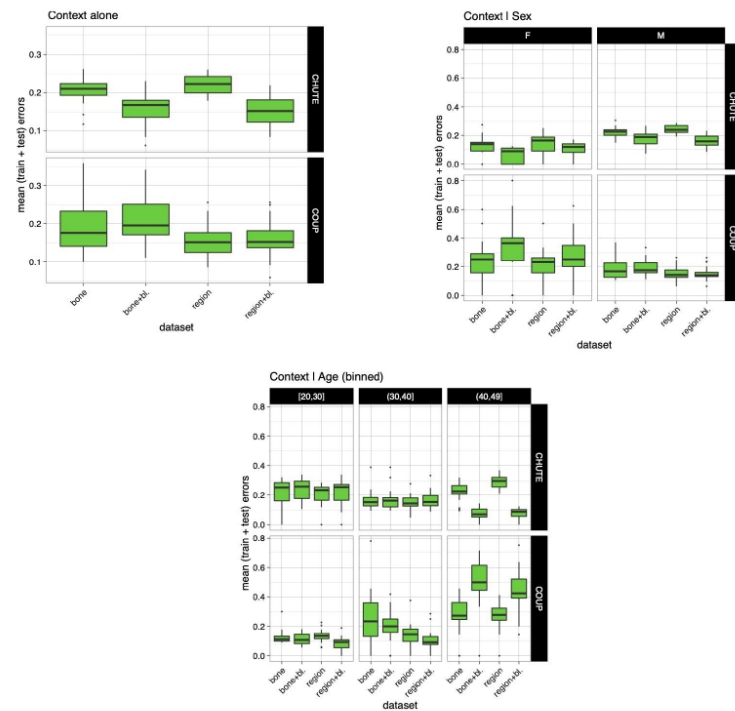 Context alone
CHUTE
0.3
0.2
0.1
COUP
0.3
0.2
0.1
mean (train + test) errors
bone
bone+bl.
region
region+bl.
dataset
Context | Sex
F
M
CHUTE
0.8
0.6
0.4
0.2
0.0
COUP
0.8
0.6
0.4
0.2
0.0
mean (train + test) errors
bone
bone+bl.
region
region+bl.
bone
bone+bl.
region
region+bl.
dataset
Context | Age (binned)
[20,30]
(30,40]
(40,49]
CHUTE
0.8
0.6
0.4
0.2
0.0
COUP
0.8
0.6
0.4
0.2
0.0
mean (train + test) errors
bone
bone+bl.
region
region+bl.
bone
bone+bl.
region
region+bl.
bone
bone+bl.
region
region+bl.
dataset